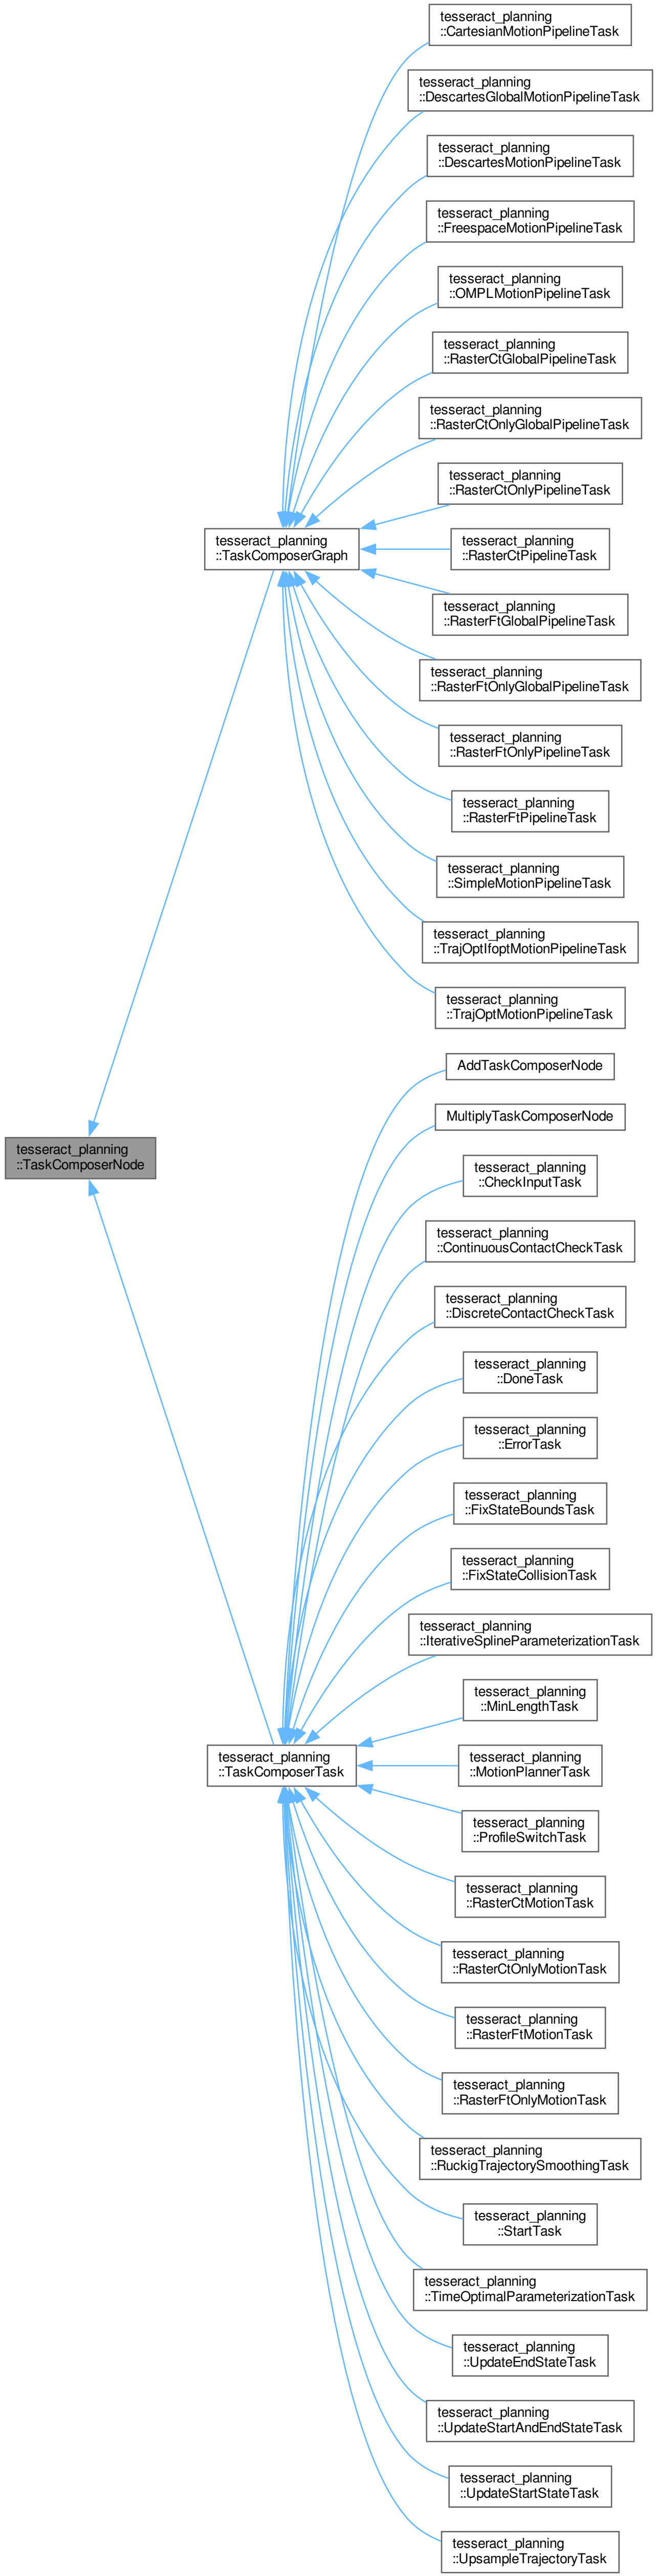 tesseract_planning
::CartesianMotionPipelineTask
tesseract_planning
::DescartesGlobalMotionPipelineTask
tesseract_planning
::DescartesMotionPipelineTask
tesseract_planning
::FreespaceMotionPipelineTask
tesseract_planning
::OMPLMotionPipelineTask
tesseract_planning
::RasterCtGlobalPipelineTask
tesseract_planning
::RasterCtOnlyGlobalPipelineTask
tesseract_planning
::RasterCtOnlyPipelineTask
tesseract_planning
::TaskComposerGraph
tesseract_planning
::RasterCtPipelineTask
tesseract_planning
::RasterFtGlobalPipelineTask
tesseract_planning
::RasterFtOnlyGlobalPipelineTask
tesseract_planning
::RasterFtOnlyPipelineTask
tesseract_planning
::RasterFtPipelineTask
tesseract_planning
::SimpleMotionPipelineTask
tesseract_planning
::TrajOptIfoptMotionPipelineTask
tesseract_planning
::TrajOptMotionPipelineTask
AddTaskComposerNode
MultiplyTaskComposerNode
tesseract_planning
::TaskComposerNode
tesseract_planning
::CheckInputTask
tesseract_planning
::ContinuousContactCheckTask
tesseract_planning
::DiscreteContactCheckTask
tesseract_planning
::DoneTask
tesseract_planning
::ErrorTask
tesseract_planning
::FixStateBoundsTask
tesseract_planning
::FixStateCollisionTask
tesseract_planning
::IterativeSplineParameterizationTask
tesseract_planning
::MinLengthTask
tesseract_planning
::TaskComposerTask
tesseract_planning
::MotionPlannerTask
tesseract_planning
::ProfileSwitchTask
tesseract_planning
::RasterCtMotionTask
tesseract_planning
::RasterCtOnlyMotionTask
tesseract_planning
::RasterFtMotionTask
tesseract_planning
::RasterFtOnlyMotionTask
tesseract_planning
::RuckigTrajectorySmoothingTask
tesseract_planning
::StartTask
tesseract_planning
::TimeOptimalParameterizationTask
tesseract_planning
::UpdateEndStateTask
tesseract_planning
::UpdateStartAndEndStateTask
tesseract_planning
::UpdateStartStateTask
tesseract_planning
::UpsampleTrajectoryTask